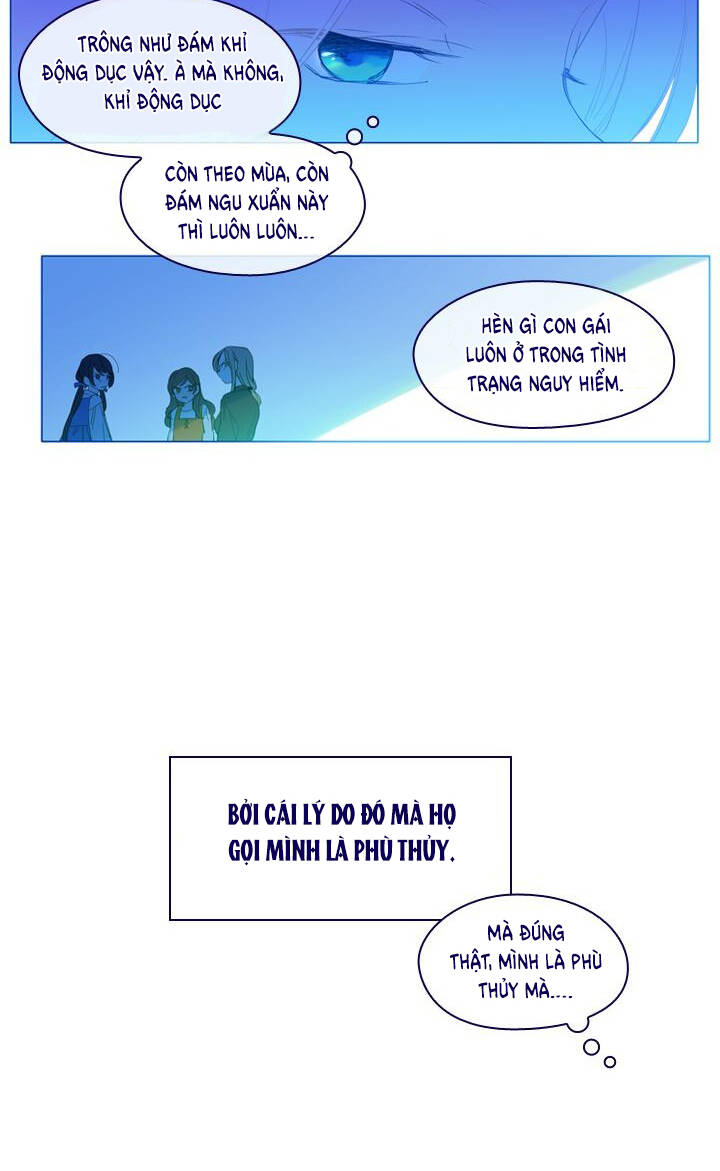 TRÔNG NHƯ ĐÁM KHỈ
ĐỘNG DỤC VẬY. À MÀ KHÔNG,
KHỈ ĐỘNG DỤC
CÒN THEO MÙA, CÒN
ĐÁM NGU XUẨN NÀY
THÌ LUÔN LUÔN...
HÈN GÌ CON GÁI
LUÔN Ở TRONG TÌNH
TRẠNG NGUY HIỂM.
BỞI CÁI LÝ DO ĐÓ MÀ HỌ
GỌI MÌNH LÀ PHÙ THỦY.
MÀ ĐÚNG
THẬT, MÌNH LÀ PHÙ
THỦY MÀ....